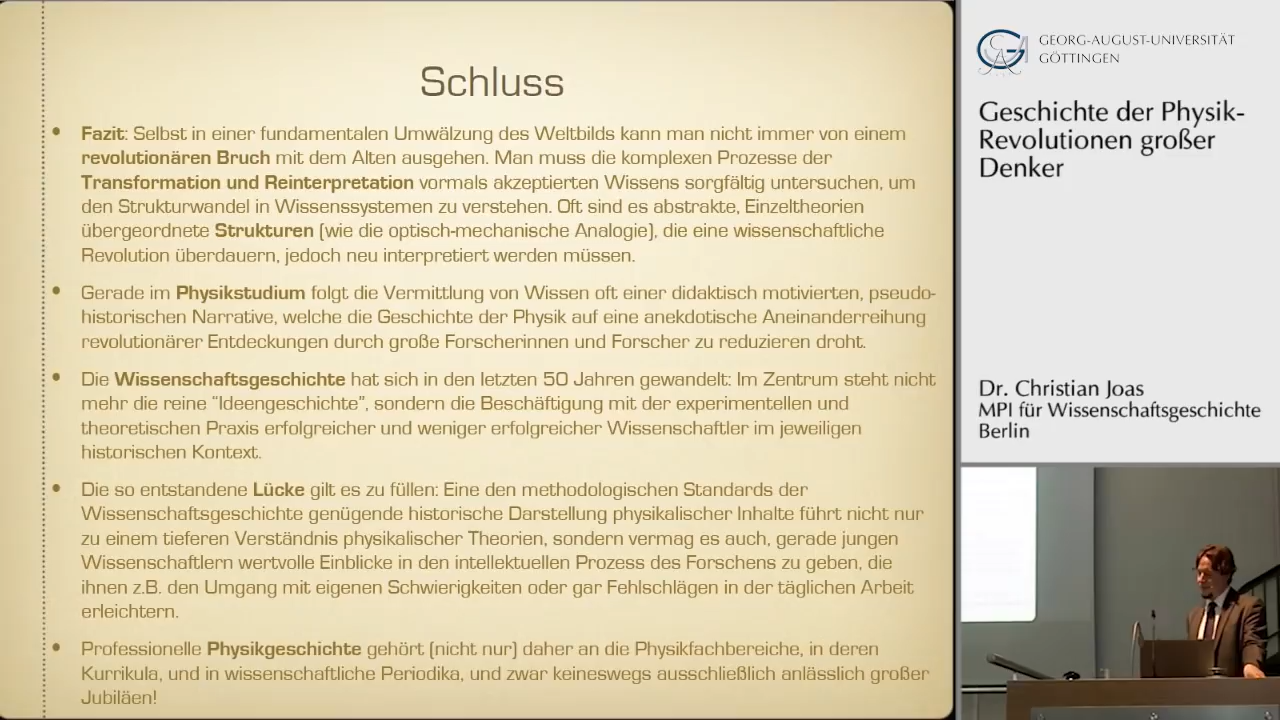 Schluss
• Fazit: Selbst in einer fundamentalen Umwälzung des Weltbilds kann man nicht immer von einem
revolutionären Bruch mit dem Alten ausgehen. Man muss die komplexen Prozesse der
Transformation und Reinterpretation vormals akzeptierten Wissens sorgfältig untersuchen, um
den Strukturwandel in Wissenssystemen zu verstehen. Oft sind es abstrakte, Einzeltheorien
übergeordnete Strukturen (wie die optisch-mechanische Analogie), die eine wissenschaftliche
Revolution überdauern, jedoch neu interpretiert werden müssen.
• Gerade im Physikstudium folgt die Vermittlung von Wissen oft einer didaktisch motivierten, pseudo-
historischen Narrative, welche die Geschichte der Physik auf eine anekdotische Aneinanderreihung
revolutionärer Entdeckungen durch große Forscherinnen und Forscher zu reduzieren droht.
• Die Wissenschaftsgeschichte hat sich in den letzten 50 Jahren gewandelt: Im Zentrum steht nicht
mehr die reine "Ideengeschichte", sondern die Beschäftigung mit der experimentellen und
theoretischen Praxis erfolgreicher und weniger erfolgreicher Wissenschaftler im jeweiligen
historischen Kontext.
• Die so entstandene Lücke gilt es zu füllen: Eine den methodologischen Standards der
Wissenschaftsgeschichte genügende historische Darstellung physikalischer Inhalte führt nicht nur
zu einem tieferen Verständnis physikalischer Theorien, sondern vermag es auch, gerade jungen
Wissenschaftlern wertvolle Einblicke in den intellektuellen Prozess des Forschens zu geben, die
ihnen z.B. den Umgang mit eigenen Schwierigkeiten oder gar Fehlschlägen in der täglichen Arbeit
erleichtern.
• Professionelle Physikgeschichte gehört (nicht nur) daher an die Physikfachbereiche, in deren
Kurrikula, und in wissenschaftliche Periodika, und zwar keineswegs ausschließlich anlässlich großer
Jubiläen!
GEORG-AUGUST-UNIVERSITÄT
GÖTTINGEN
Geschichte der Physik-
Revolutionen großer
Denker
Dr. Christian Joas
MPI für Wissenschaftsgeschichte
Berlin